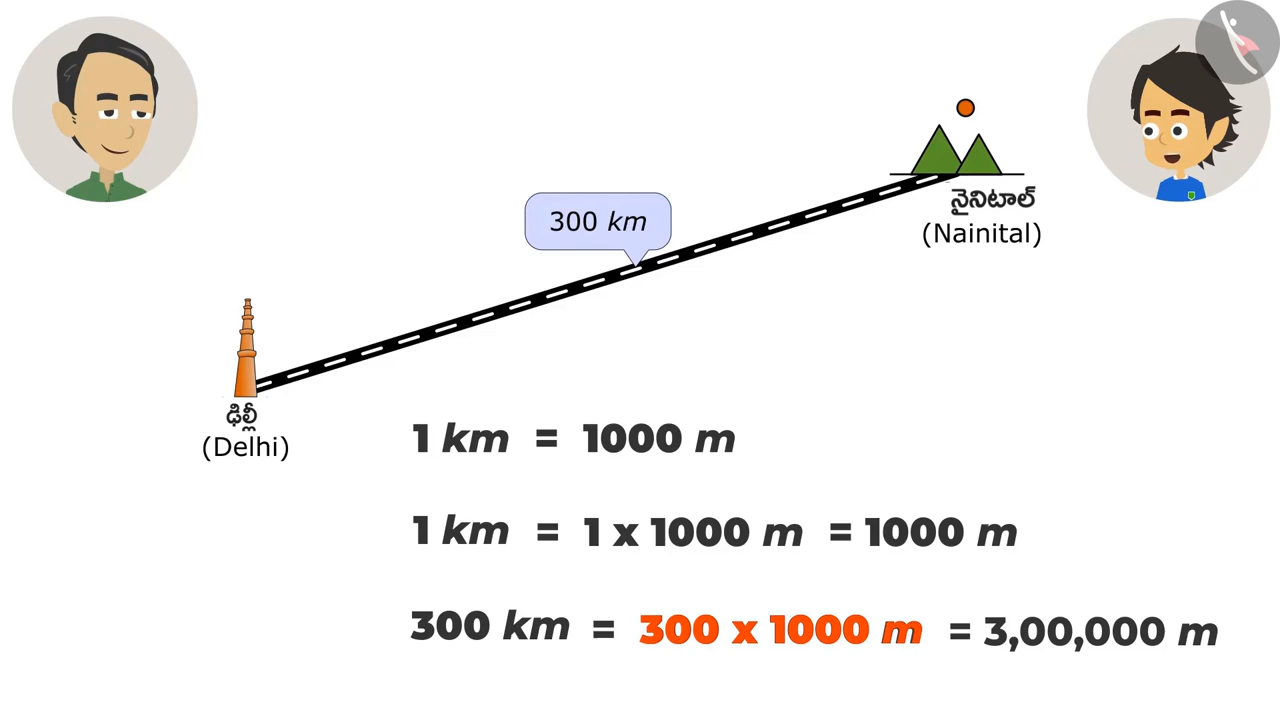 300 km
నైనిటాల్
(Nainital)
ఢిల్లీ
(Delhi)
1 km = 1000 m
1 km = 1 x 1000 m = 1000 m
300 km = 300 x 1000 m = 3,00,000 m